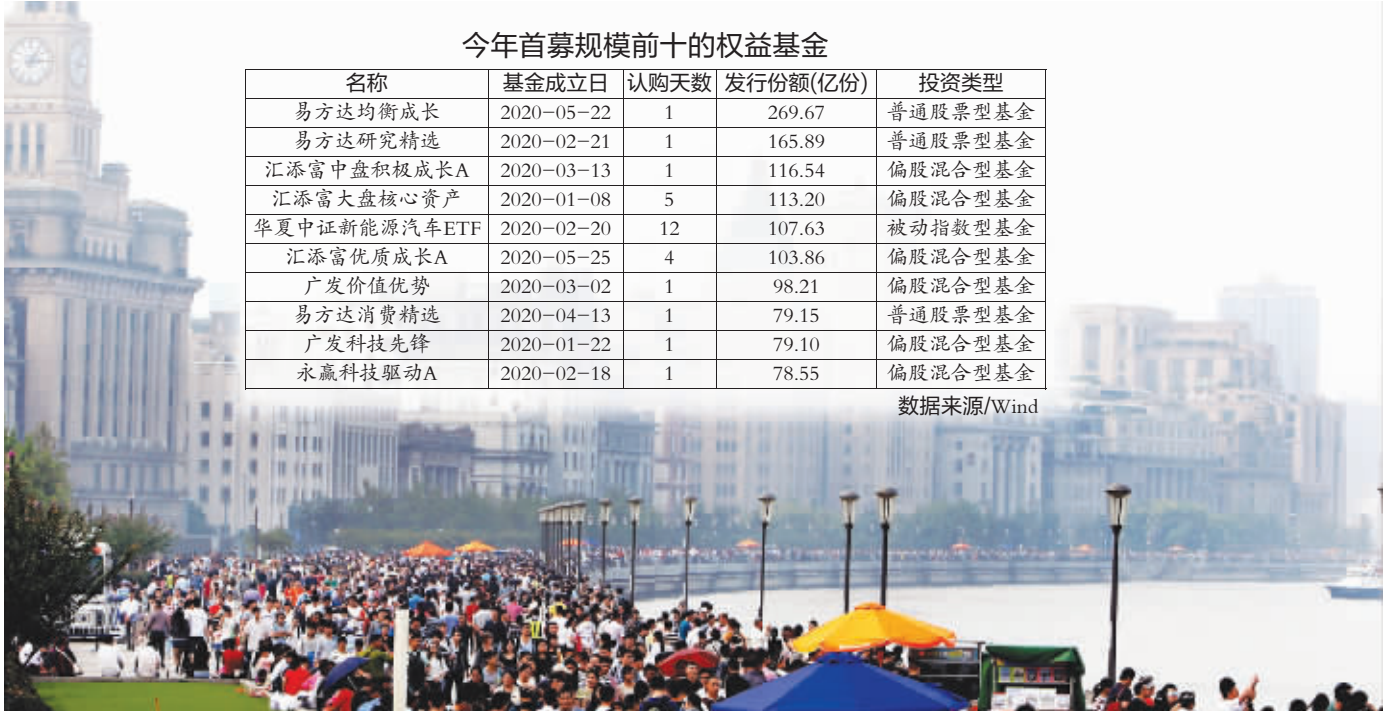 今年首募规模前十的权益基金
名称 基金成立日 认购天数 发行份额(亿份) 投资类型
易方达均衡成长 2020-05-22 1 269.67 普通股票型基金
易方达研究精选 2020-02-21 1 165.89 普通股票型基金
汇添富中盘积极成长A 2020-03-13 1 116.54 偏股混合型基金
汇添富大盘核心资产 2020-01-08 5 113.20 偏股混合型基金
华夏中证新能源汽车ETF 2020-02-20 12 107.63 被动指数型基金
汇添富优质成长A 2020-05-25 4 103.86 偏股混合型基金
广发价值优势 2020-03-02 1 98.21 偏股混合型基金
易方达消费精选 2020-04-13 1 79.15 普通股票型基金
广发科技先锋 2020-01-22 1 79.10 偏股混合型基金
永赢科技驱动A 2020-02-18 1 78.55 偏股混合型基金
数据来源/Wind